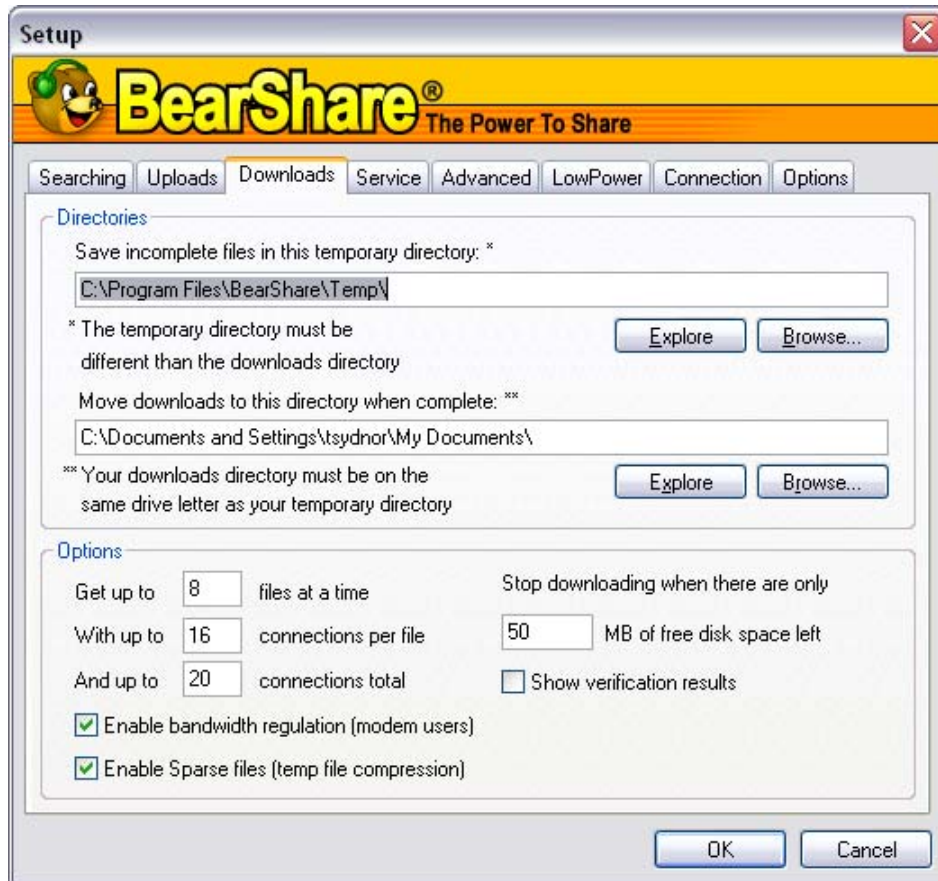 Setup
BearShare®
The Power To Share
Searching Uploads Downloads Service Advanced LowPower Connection Options
Directories
Save incomplete files in this temporary directory: *
C:\Program Files\BearShare\Temp\
* The temporary directory must be
different than the downloads directory
Explore Browse...
Move downloads to this directory when complete: **
C:\Documents and Settings\tsydnor\My Documents\
** Your downloads directory must be on the
same drive letter as your temporary directory
Explore Browse...
Options
Get up to 8 files at a time
With up to 16 connections per file
And up to 20 connections total
Stop downloading when there are only
50 MB of free disk space left
Show verification results
Enable bandwidth regulation (modem users)
Enable Sparse files (temp file compression)
OK Cancel